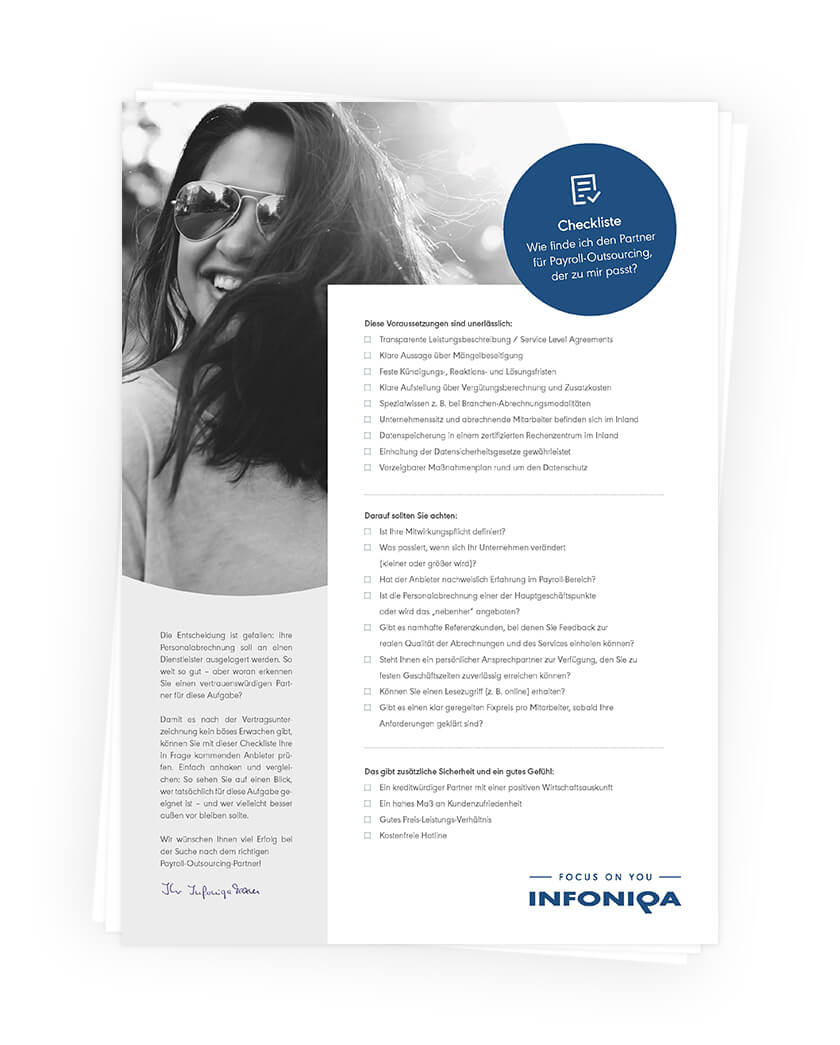 Checkliste
Wie finde ich den Partner
für Payroll-Outsourcing,
der zu mir passt?
Diese Voraussetzungen sind unerlässlich:
Transparente Leistungsbeschreibung / Service Level Agreements
Klare Aussage über Mängelbeseitigung
Feste Kündigungs-, Reaktions- und Lösungsfristen
Klare Aufstellung über Vergütungsberechnung und Zusatzkosten
Spezialwissen z. B. bei Branchen-Abrechnungsmodalitäten
Unternehmenssitz und abrechnende Mitarbeiter befinden sich im Inland
Datenspeicherung in einem zertifizierten Rechenzentrum im Inland
Einhaltung der Datensicherheitsgesetze gewährleistet
Vorzeigbarer Maßnahmenplan rund um den Datenschutz
Darauf sollten Sie achten:
Ist Ihre Mitwirkungspflicht definiert?
Was passiert, wenn sich Ihr Unternehmen verändert
[kleiner oder größer wird]?
Hat der Anbieter nachweislich Erfahrung im Payroll-Bereich?
Ist die Personalabrechnung einer der Hauptgeschäftspunkte
oder wird das „nebenher“ angeboten?
Gibt es namhafte Referenzkunden, bei denen Sie Feedback zur
realen Qualität der Abrechnungen und des Services einholen können?
Steht Ihnen ein persönlicher Ansprechpartner zur Verfügung, den Sie zu
festen Geschäftszeiten zuverlässig erreichen können?
Können Sie einen Lesezugriff [z. B. online] erhalten?
Gibt es einen klar geregelten Fixpreis pro Mitarbeiter, sobald Ihre
Anforderungen geklärt sind?
Das gibt zusätzliche Sicherheit und ein gutes Gefühl:
Ein kreditwürdiger Partner mit einer positiven Wirtschaftsauskunft
Ein hohes Maß an Kundenzufriedenheit
Gutes Preis-Leistungs-Verhältnis
Kostenfreie Hotline
Die Entscheidung ist gefallen: Ihre
Personalabrechnung soll an einen
Dienstleister ausgelagert werden. So
weit so gut – aber woran erkennen
Sie einen vertrauenswürdigen Part-
ner für diese Aufgabe?
Damit es nach der Vertragsunter-
zeichnung kein böses Erwachen gibt,
können Sie mit dieser Checkliste Ihre
in Frage kommenden Anbieter prü-
fen. Einfach anhaken und verglei-
chen: So sehen Sie auf einen Blick,
wer tatsächlich für diese Aufgabe ge-
eignet ist – und wer vielleicht besser
außen vor bleiben sollte.
Wir wünschen Ihnen viel Erfolg bei
der Suche nach dem richtigen
Payroll-Outsourcing-Partner!
Ihr Infoniqa
FOCUS ON YOU
INFONIQA